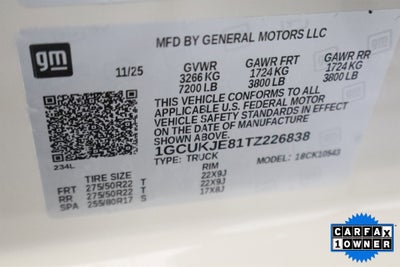 gm
MFD BY GENERAL MOTORS LLC
11/25 GVWR GAWR FRT GAWR RR
3266 KG 1724 KG 1724 KG
7200 LB 3800 LB 3800 LB
THIS VEHICLE CONFORMS TO ALL
APPLICABLE U.S. FEDERAL MOTOR
VEHICLE SAFETY STANDARDS IN EFFECT
ON THE DATE OF MANUFACTURE
SHOWN ABOVE.
1GCUKJE81TZ226838
TYPE: TRUCK MODEL: 18CK10543
234L
TIRE SIZE RIM
FRT 275/50R22 T 22X9J
RR 275/50R22 T 22X9J
SPA 255/80R17 S 17X8J
CARFAX
1 OWNER